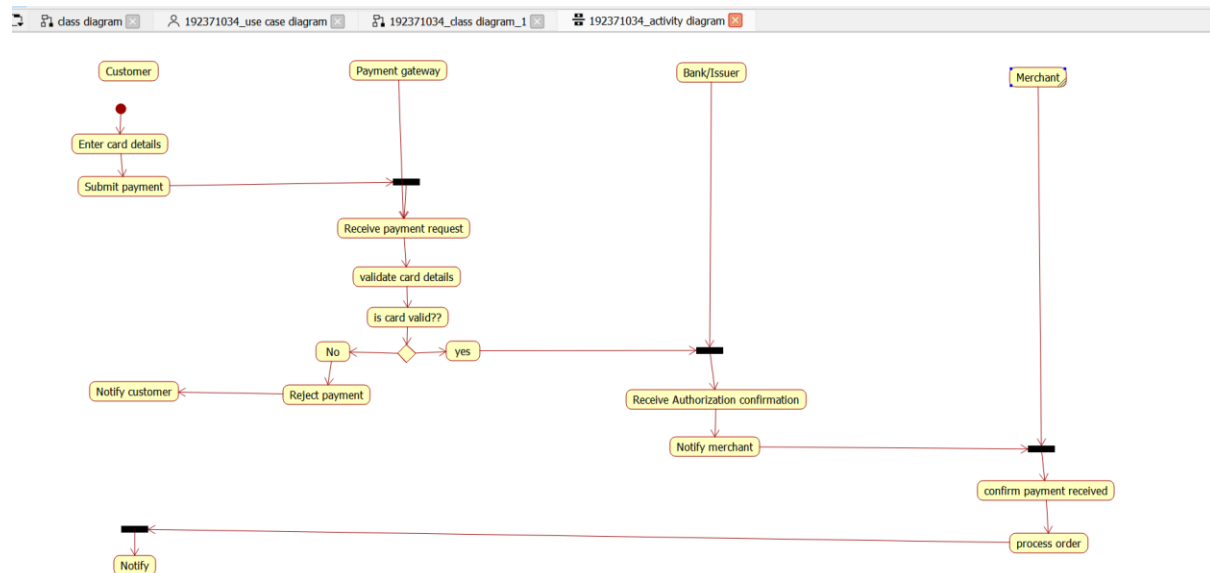 class diagram
192371034_use case diagram
192371034_class diagram_1
192371034_activity diagram
Customer
Payment gateway
Bank/Issuer
Merchant
Enter card details
Submit payment
Receive payment request
validate card details
is card valid??
No
yes
Notify customer
Reject payment
Receive Authorization confirmation
Notify merchant
confirm payment received
process order
Notify